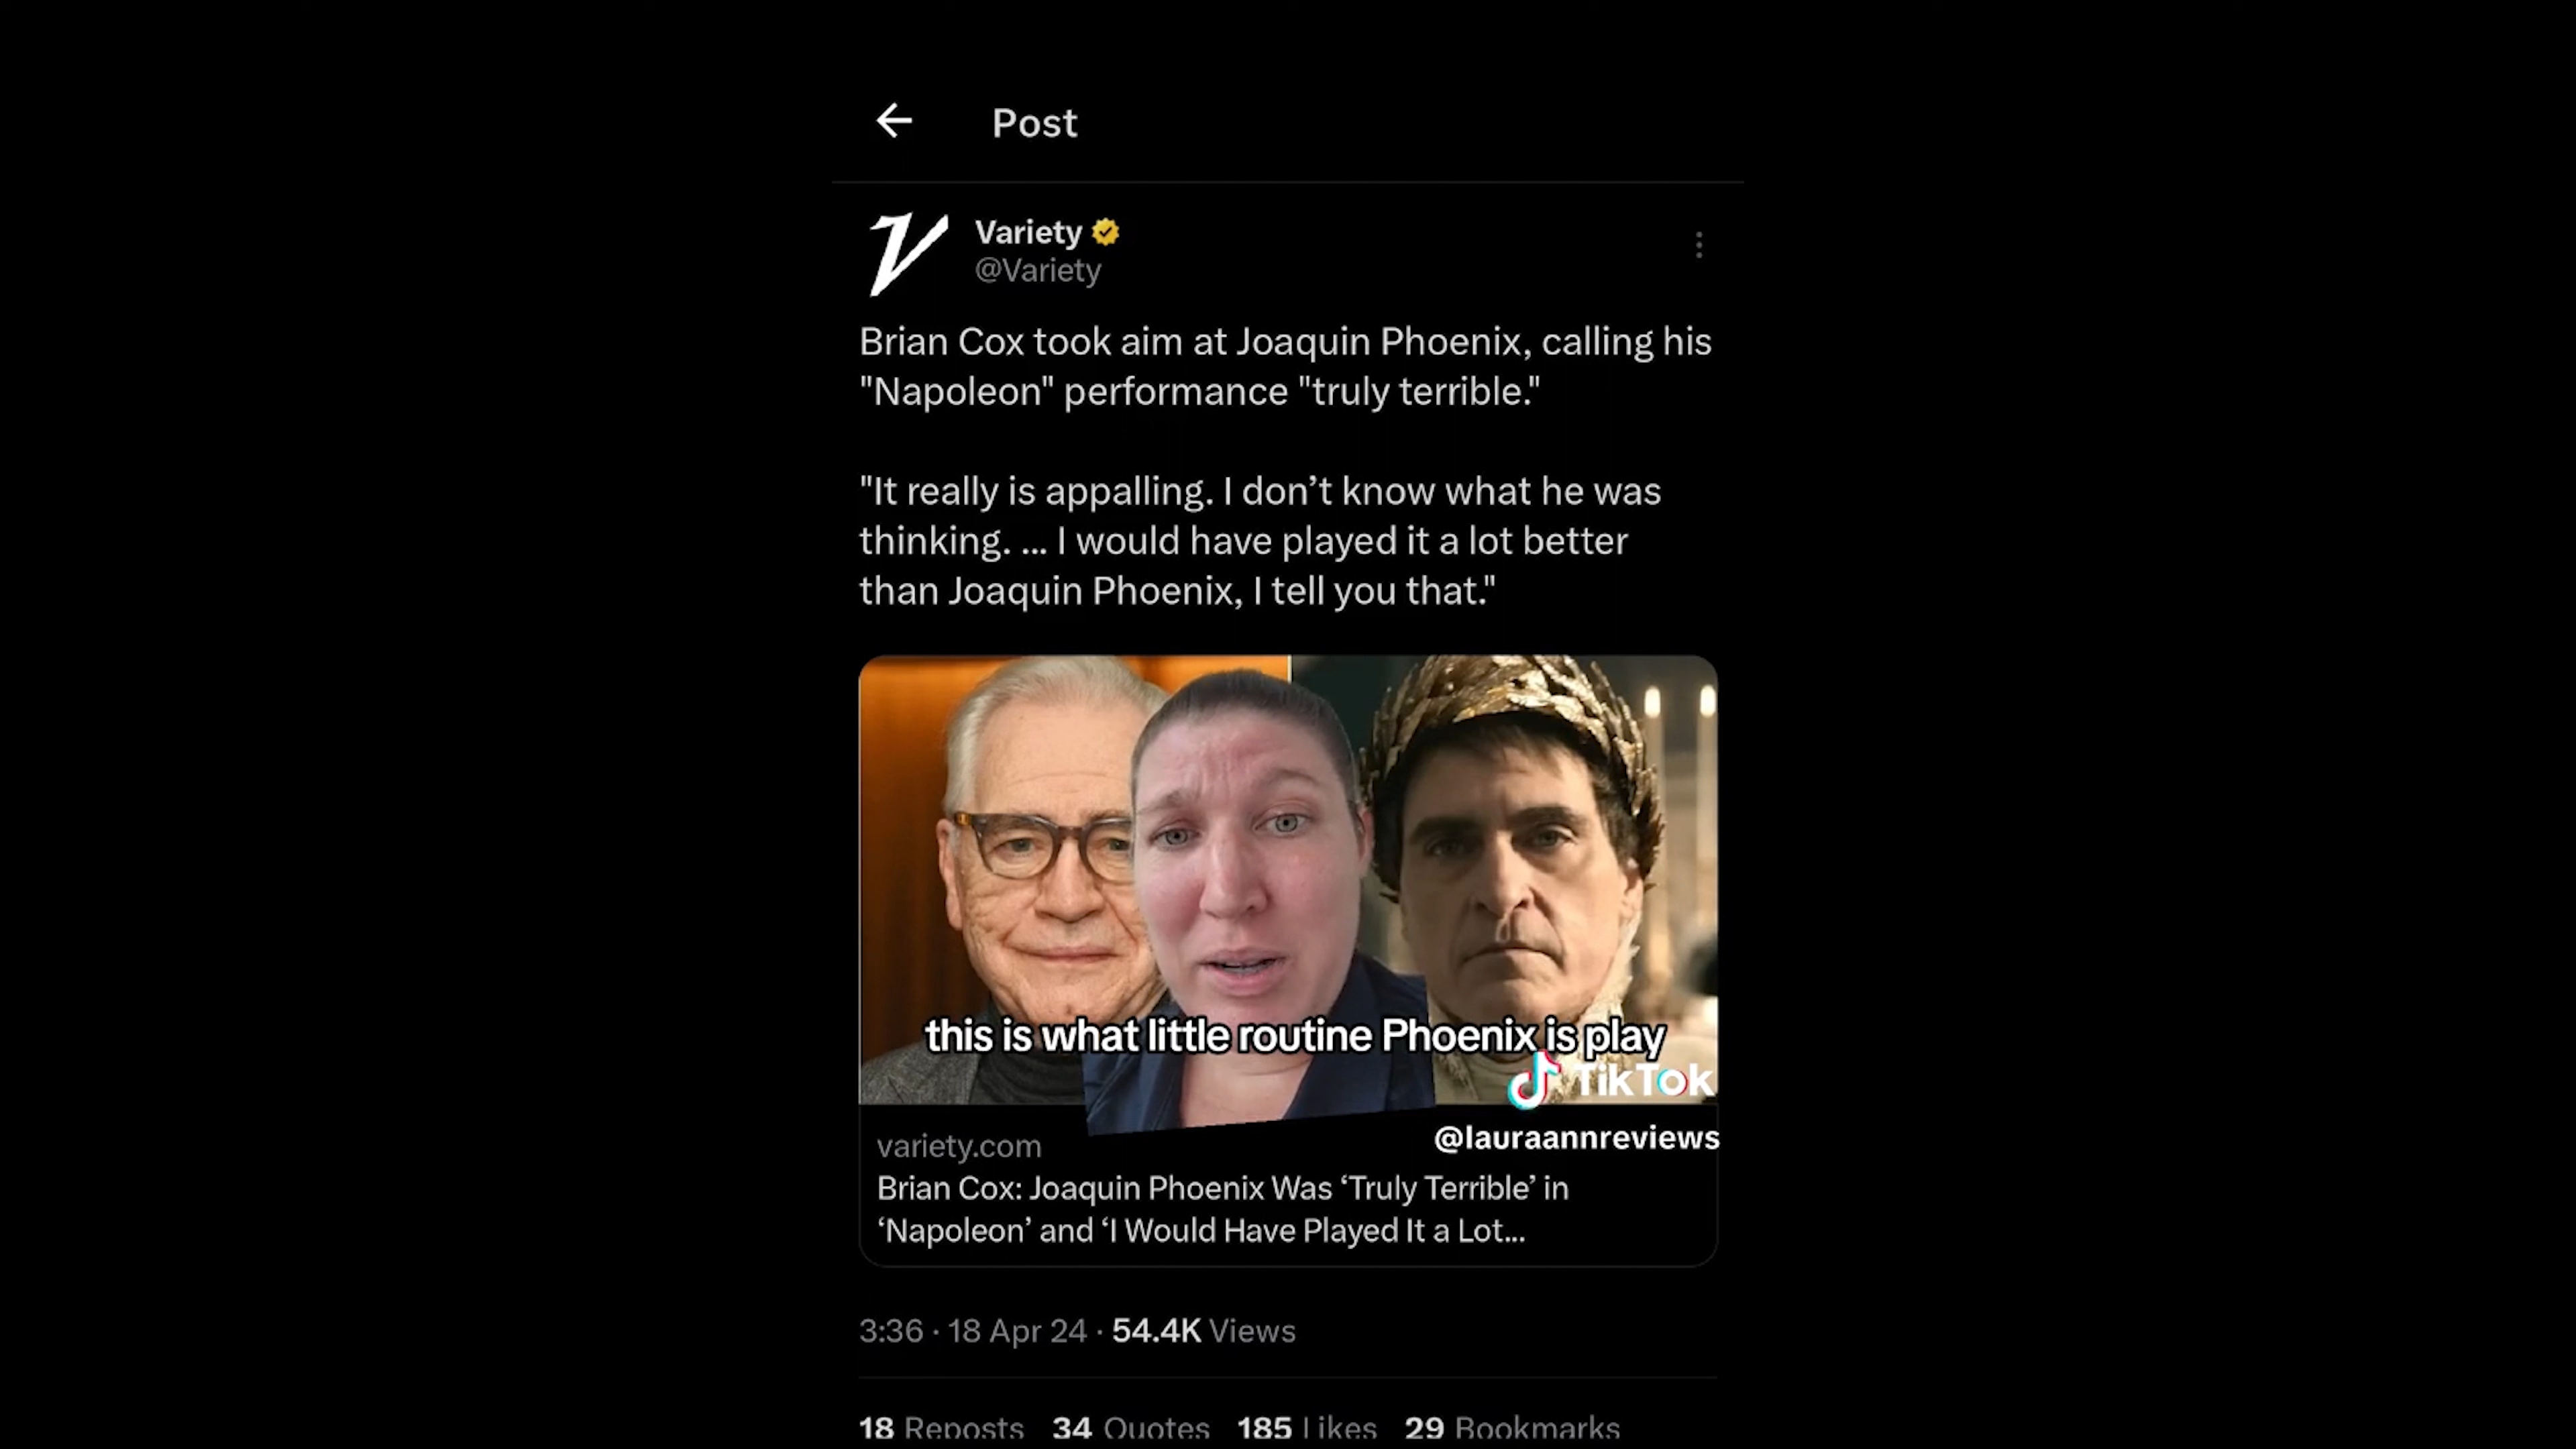 Post
Variety
@Variety
Brian Cox took aim at Joaquin Phoenix, calling his
"Napoleon" performance "truly terrible."
"It really is appalling. I don’t know what he was
thinking. ... I would have played it a lot better
than Joaquin Phoenix, I tell you that."
this is what little routine Phoenix is play
TikTok
@lauraannreviews
variety.com
Brian Cox: Joaquin Phoenix Was ‘Truly Terrible’ in
‘Napoleon’ and ‘I Would Have Played It a Lot...
3:36 · 18 Apr 24 · 54.4K Views
18 Reposts 34 Quotes 185 Likes 29 Bookmarks